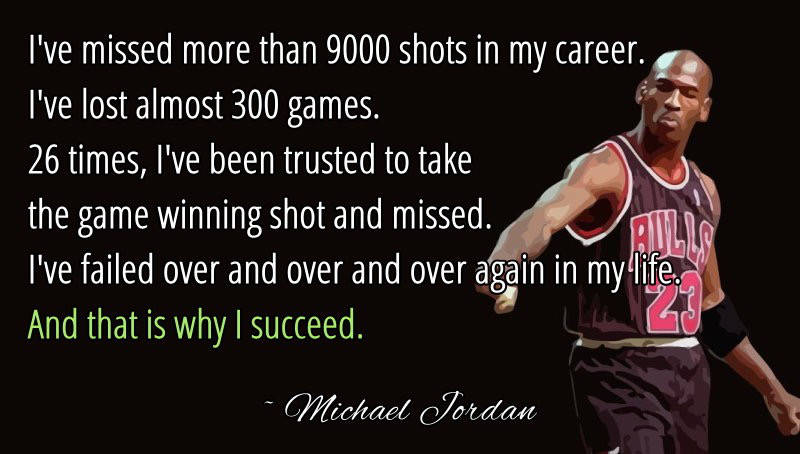 I've missed more than 9000 shots in my career.
I've lost almost 300 games.
26 times, I've been trusted to take
the game winning shot and missed.
I've failed over and over and over again in my life.
And that is why I succeed.
~ Michael Jordan
BULLS
23